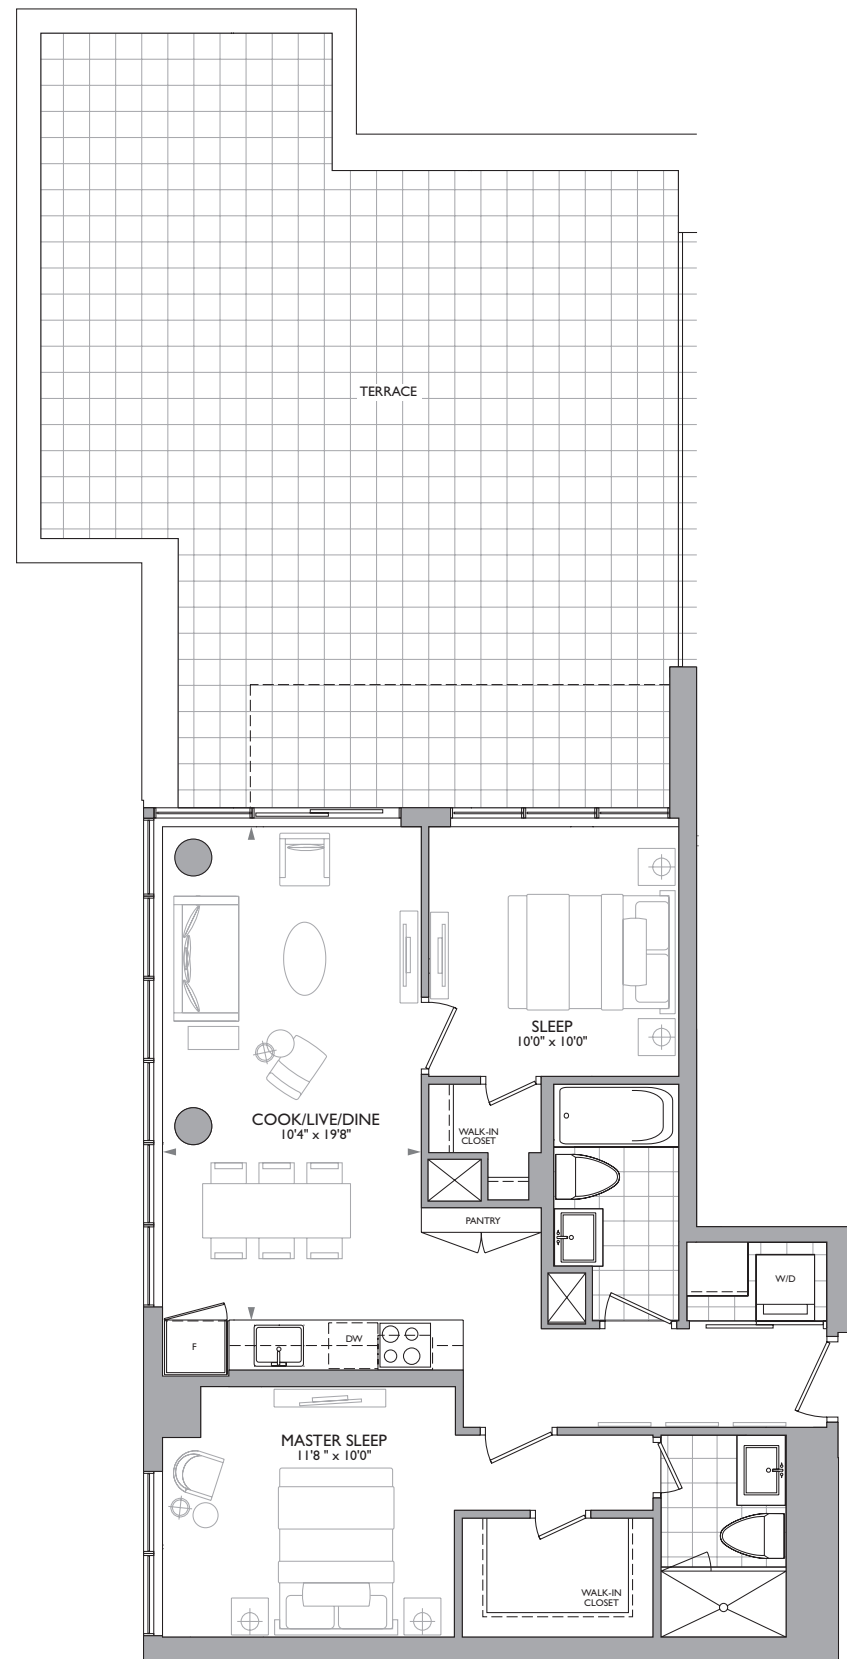 TERRACE
SLEEP
10'0" x 10'0"
COOK/LIVE/DINE
10'4" x 19'8"
WALK-IN
CLOSET
PANTRY
W/D
F
DW
MASTER SLEEP
11'8 " x 10'0"
WALK-IN
CLOSET